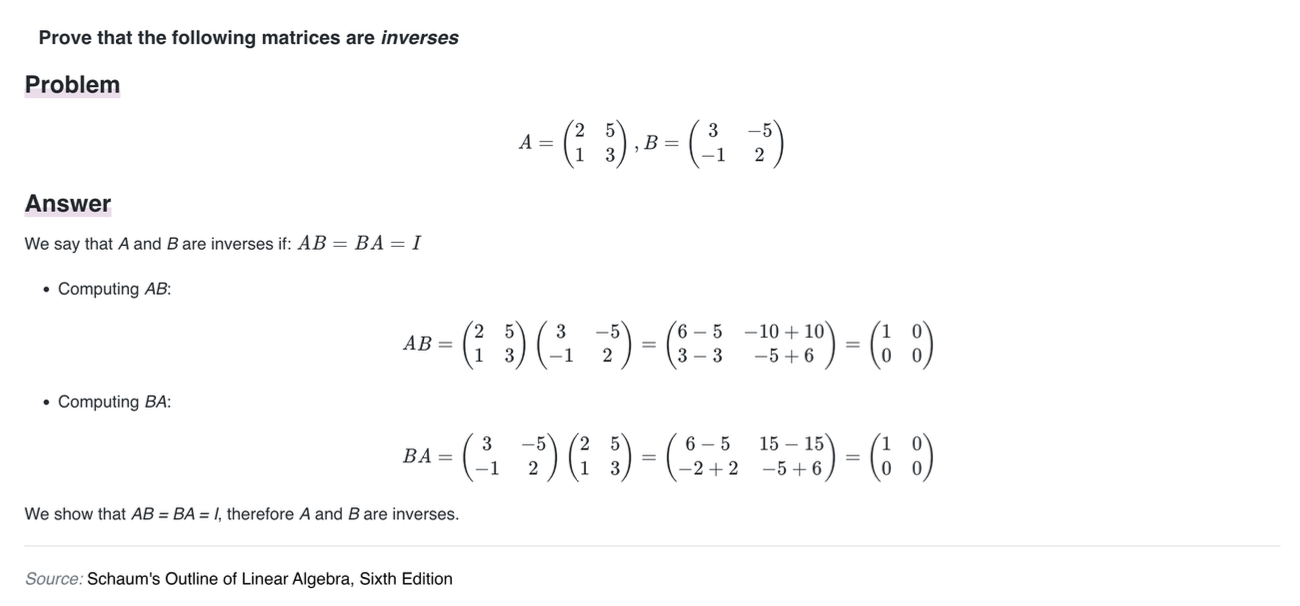 Prove that the following matrices are inverses
Problem
A = \begin{pmatrix} 2 & 5 \\ 1 & 3 \end{pmatrix}, B = \begin{pmatrix} 3 & -5 \\ -1 & 2 \end{pmatrix}
Answer
We say that A and B are inverses if: AB = BA = I
• Computing AB:
AB = \begin{pmatrix} 2 & 5 \\ 1 & 3 \end{pmatrix} \begin{pmatrix} 3 & -5 \\ -1 & 2 \end{pmatrix} = \begin{pmatrix} 6 - 5 & -10 + 10 \\ 3 - 3 & -5 + 6 \end{pmatrix} = \begin{pmatrix} 1 & 0 \\ 0 & 0 \end{pmatrix}
• Computing BA:
BA = \begin{pmatrix} 3 & -5 \\ -1 & 2 \end{pmatrix} \begin{pmatrix} 2 & 5 \\ 1 & 3 \end{pmatrix} = \begin{pmatrix} 6 - 5 & 15 - 15 \\ -2 + 2 & -5 + 6 \end{pmatrix} = \begin{pmatrix} 1 & 0 \\ 0 & 0 \end{pmatrix}
We show that AB = BA = I, therefore A and B are inverses.
Source: Schaum's Outline of Linear Algebra, Sixth Edition